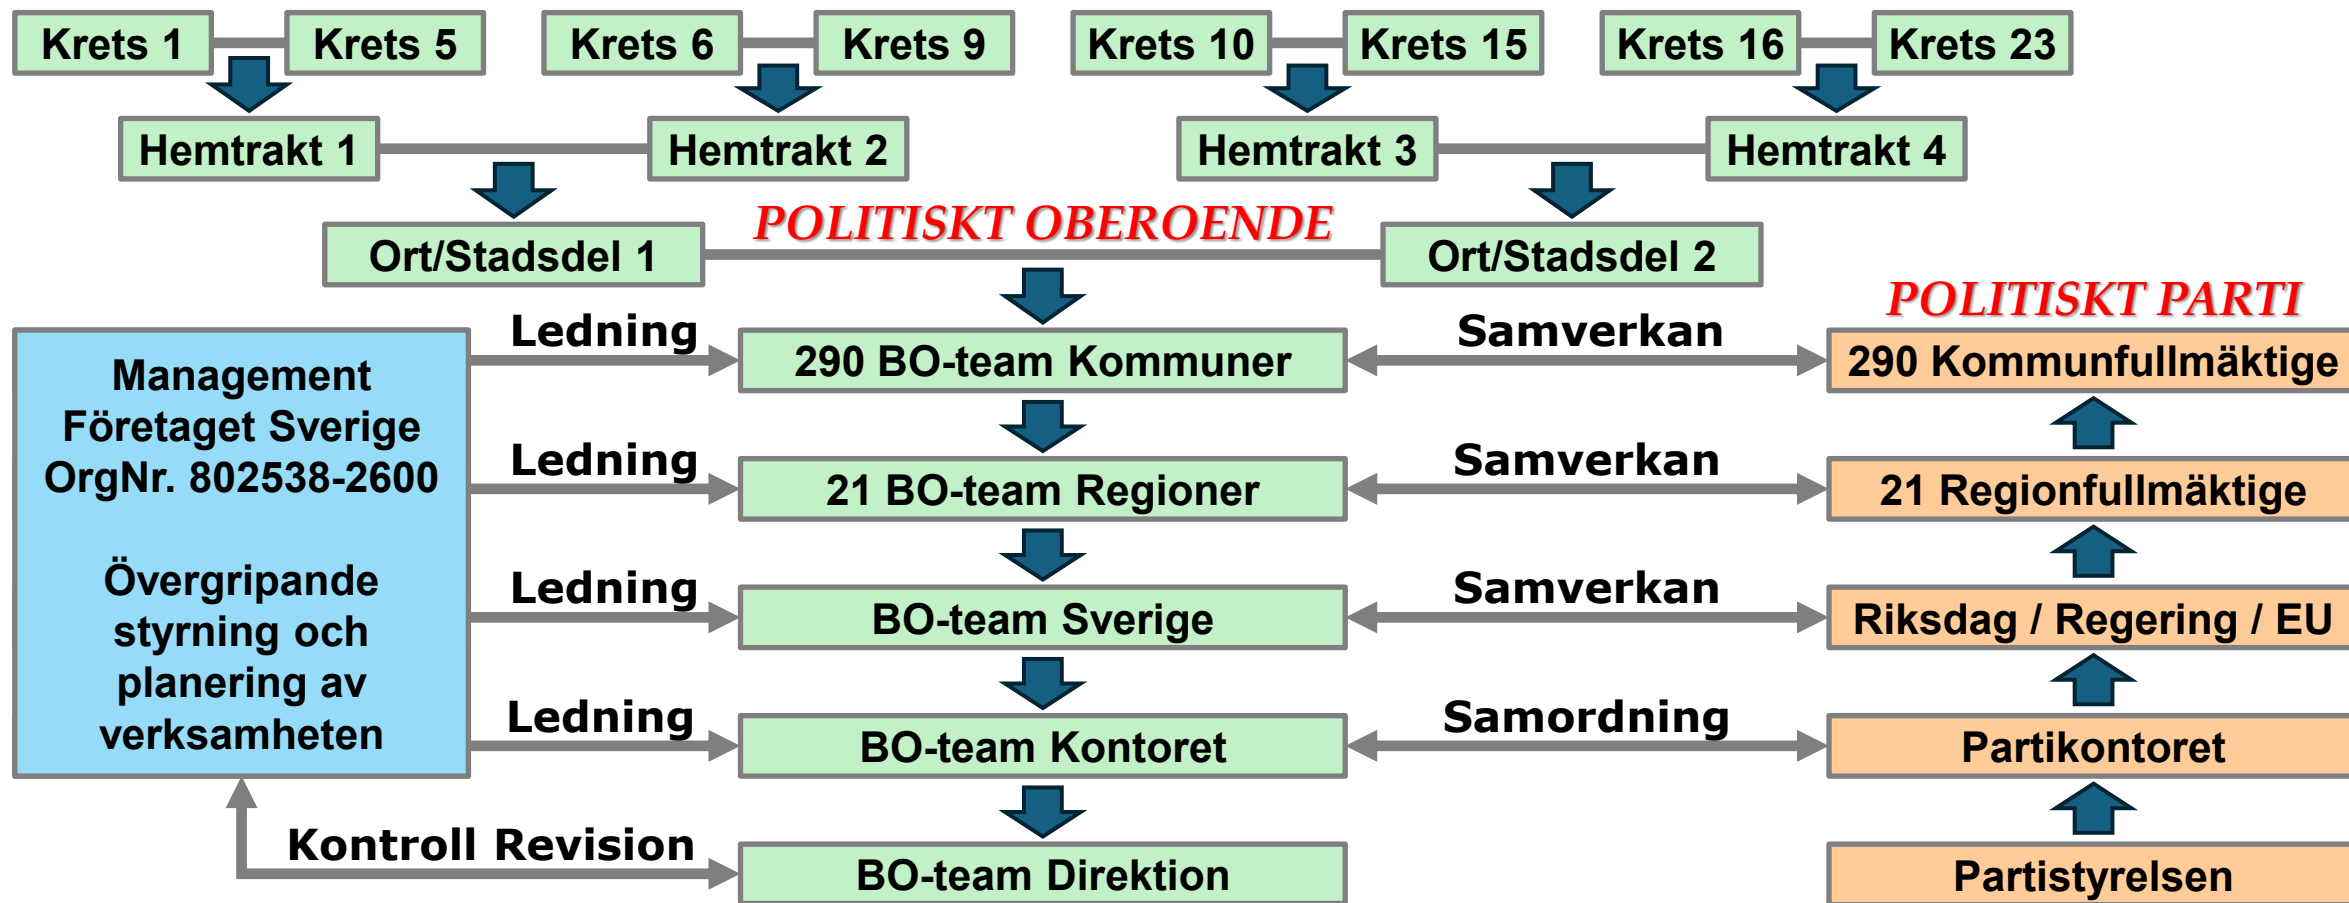 Krets 1
Krets 5
Krets 6
Krets 9
Krets 10
Krets 15
Krets 16
Krets 23
Hemtrakt 1
Hemtrakt 2
Hemtrakt 3
Hemtrakt 4
POLITISKT OBEROENDE
Ort/Stadsdel 1
Ort/Stadsdel 2
POLITISKT PARTI
Management
Företaget Sverige
OrgNr. 802538-2600
Övergripande
styrning och
planering av
verksamheten
Ledning
290 BO-team Kommuner
Samverkan
290 Kommunfullmäktige
Ledning
21 BO-team Regioner
Samverkan
21 Regionfullmäktige
Ledning
BO-team Sverige
Samverkan
Riksdag / Regering / EU
Ledning
BO-team Kontoret
Samordning
Partikontoret
Kontroll Revision
BO-team Direktion
Partistyrelsen